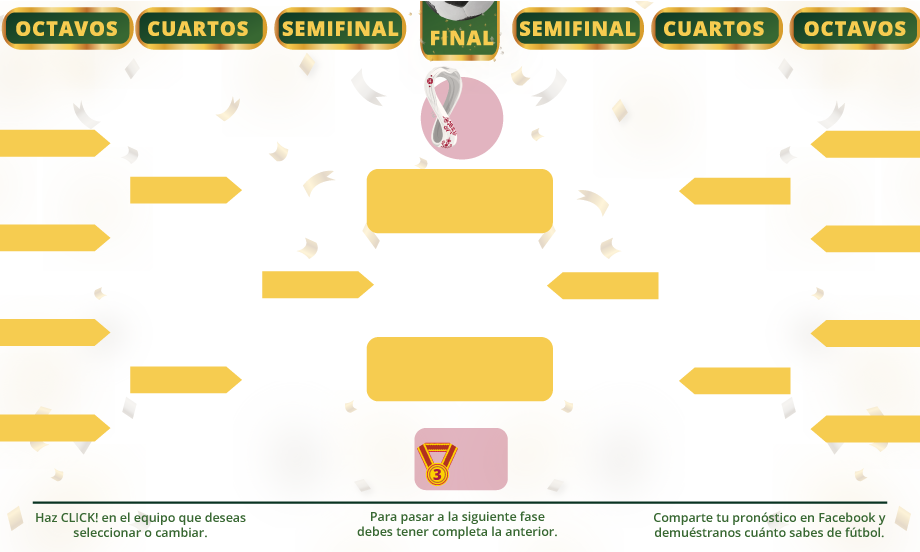 OCTAVOS
CUARTOS
SEMIFINAL
FINAL
SEMIFINAL
CUARTOS
OCTAVOS
3
Haz CLICK! en el equipo que deseas
seleccionar o cambiar.
Para pasar a la siguiente fase
debes tener completa la anterior.
Comparte tu pronóstico en Facebook y
demuéstranos cuánto sabes de fútbol.